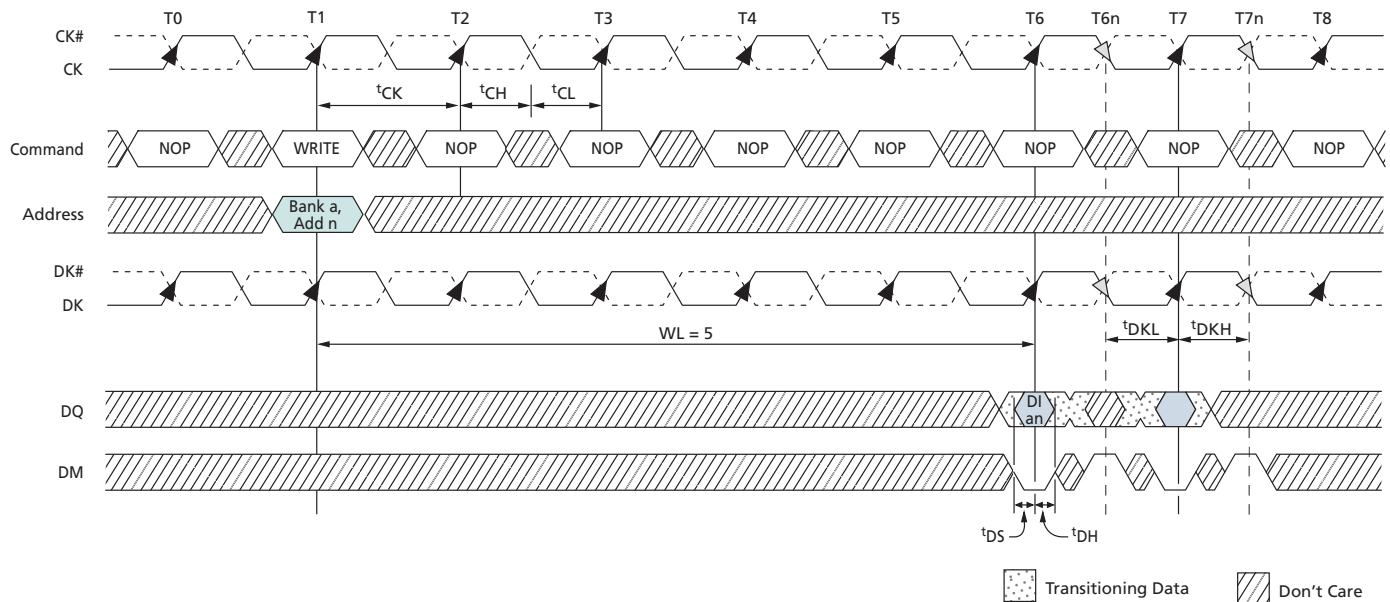 T0 T1 T2 T3 T4 T5 T6 T6n T7 T7n T8
CK#
CK
tCK tCH tCL
Command NOP WRITE NOP NOP NOP NOP NOP NOP NOP
Address Bank a,
Add n
DK#
DK
WL = 5 tDKL tDKH
DQ DI
an
DM
tDS tDH
Transitioning Data Don't Care